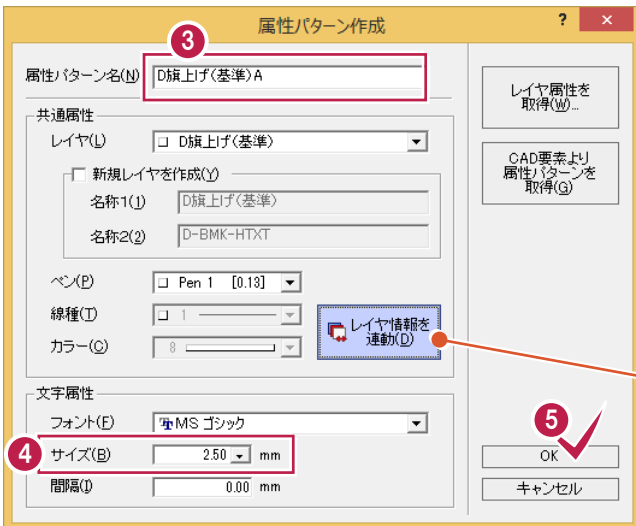 属性パターン作成 ? ×
3
属性パターン名(N) D旗上げ(基準)A
レイヤ属性を
取得(W)...
共通属性
レイヤ(L) D旗上げ(基準)
CAD要素より
属性パターンを
取得(G)
新規レイヤを作成(Y)
名称1(1) D旗上げ(基準)
名称2(2) D-BMK-HTXT
ペン(P) Pen 1 [0.13]
線種(T) 1
レイヤ情報を
連動(D)
カラー(C) 8
文字属性
フォント(F) MS ゴシック
5
4 サイズ(B) 2.50 mm
OK
間隔(I) 0.00 mm
キャンセル